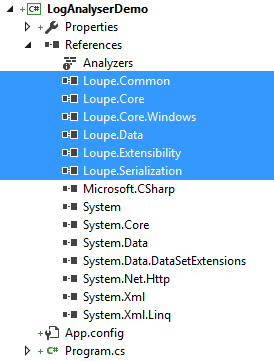 C# LogAnalyserDemo
Properties
References
Analyzers
Loupe.Common
Loupe.Core
Loupe.Core.Windows
Loupe.Data
Loupe.Extensibility
Loupe.Serialization
Microsoft.CSharp
System
System.Core
System.Data
System.Data.DataSetExtensions
System.Net.Http
System.Xml
System.Xml.Linq
App.config
C# Program.cs